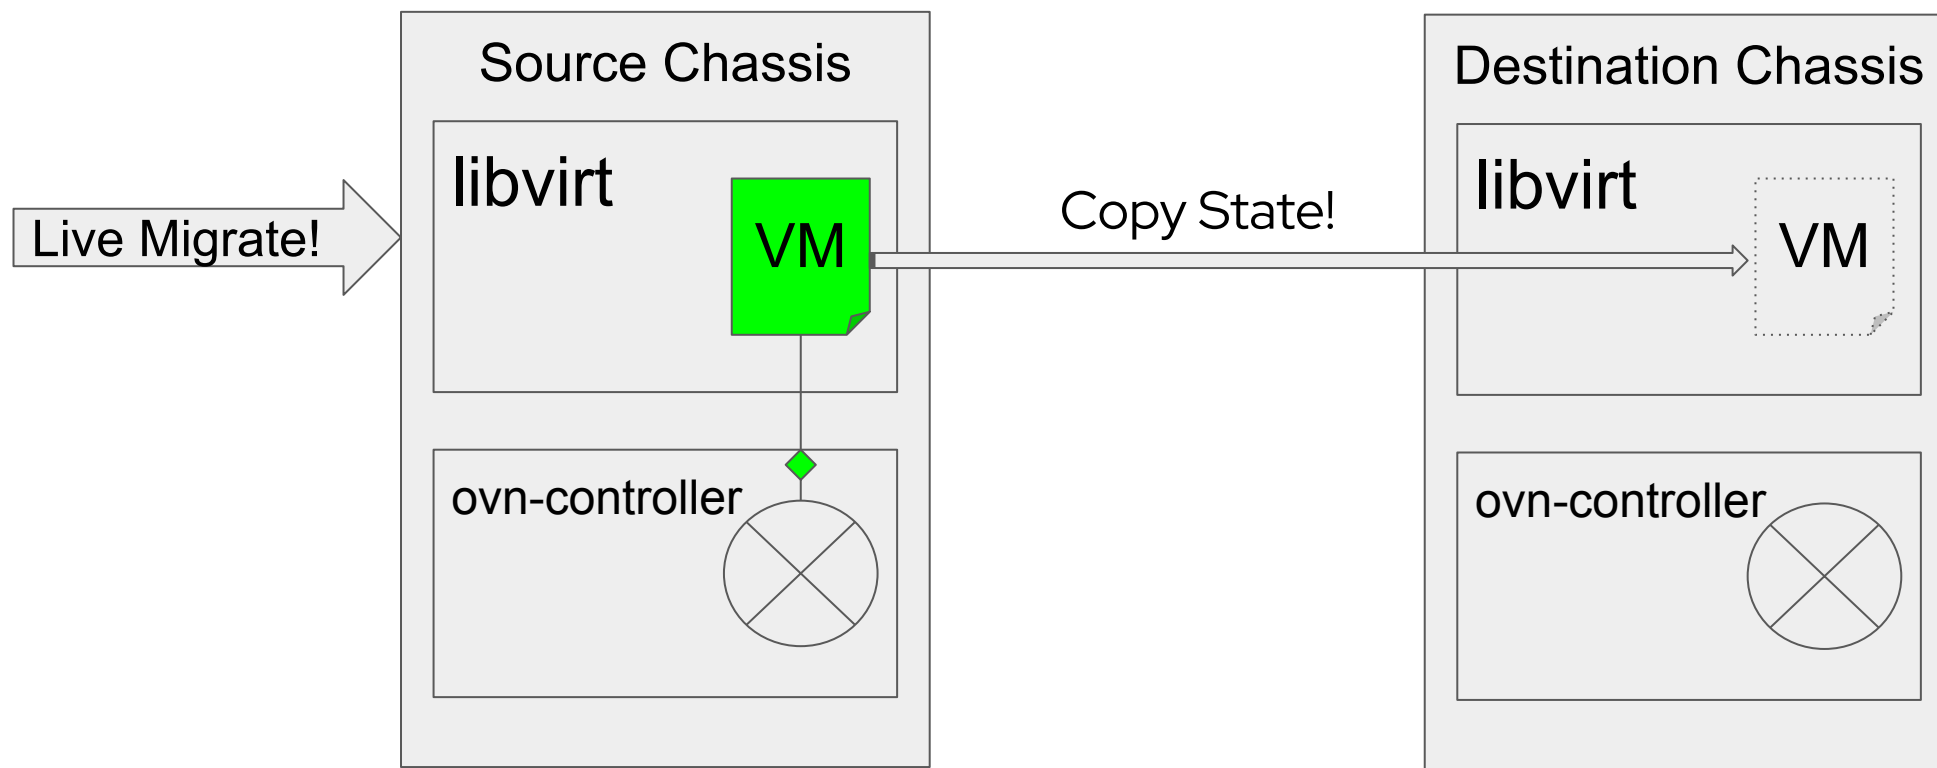 Live Migrate!
Source Chassis
libvirt
VM
ovn-controller
Copy State!
Destination Chassis
libvirt
VM
ovn-controller